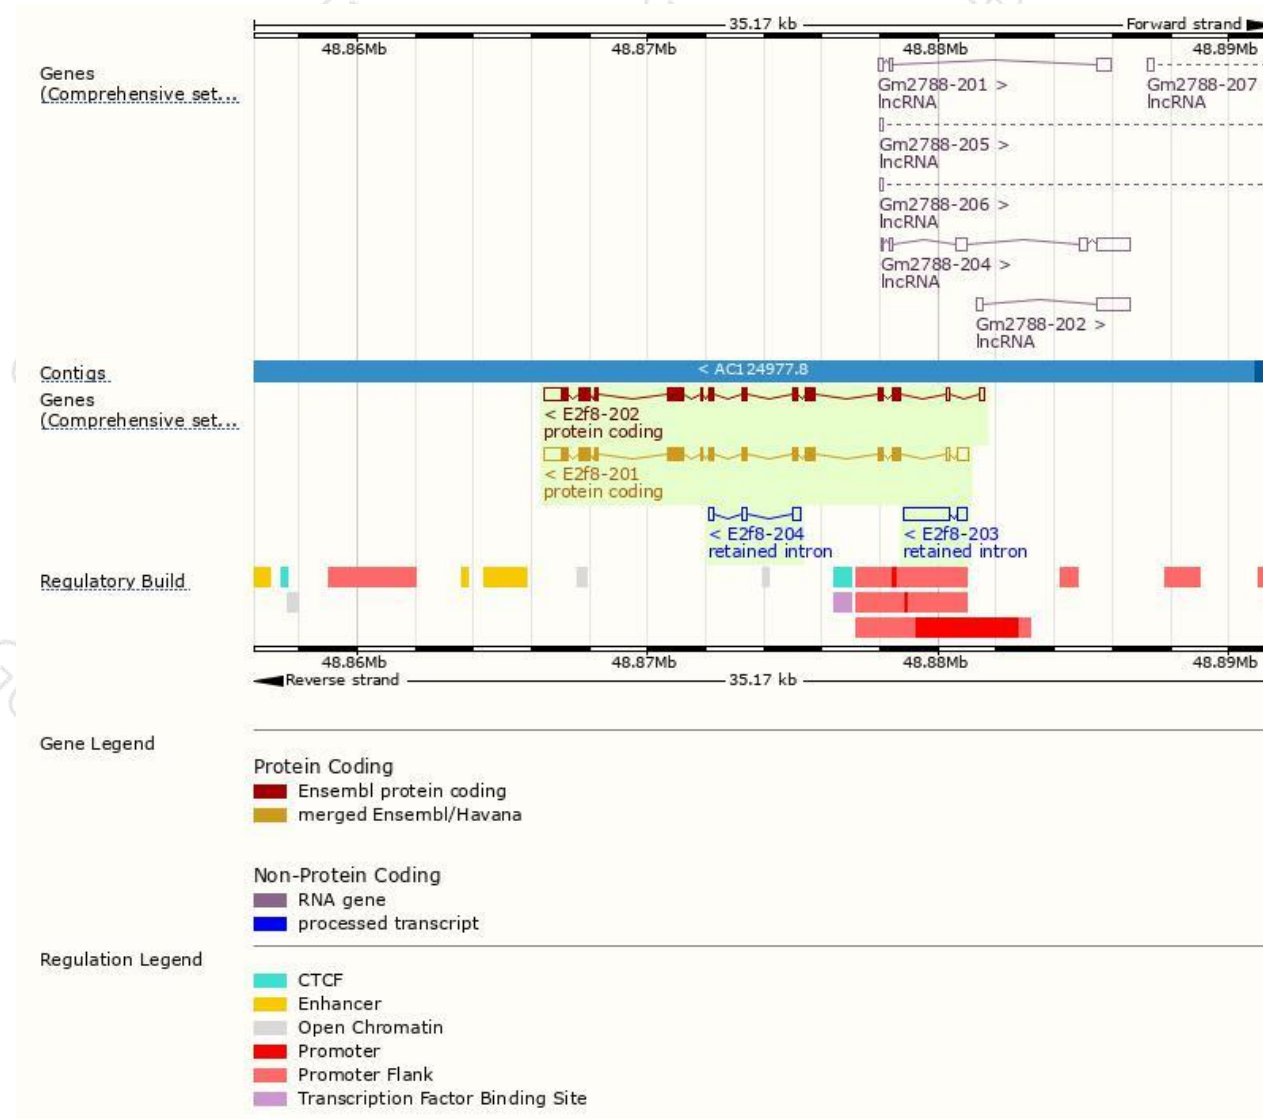 35.17 kb
Forward strand
48.86Mb 48.87Mb 48.88Mb 48.89Mb
Genes
(Comprehensive set...
Gm2788-201 >
lncRNA
Gm2788-207
lncRNA
Gm2788-205 >
lncRNA
Gm2788-206 >
lncRNA
Gm2788-204 >
lncRNA
Gm2788-202 >
lncRNA
Contigs
< AC124977.8
Genes
(Comprehensive set...
< E2f8-202
protein coding
< E2f8-201
protein coding
< E2f8-204
retained intron
< E2f8-203
retained intron
Regulatory Build
48.86Mb 48.87Mb 48.88Mb 48.89Mb
Reverse strand
35.17 kb
Gene Legend
Protein Coding
Ensembl protein coding
merged Ensembl/Havana
Non-Protein Coding
RNA gene
processed transcript
Regulation Legend
CTCF
Enhancer
Open Chromatin
Promoter
Promoter Flank
Transcription Factor Binding Site